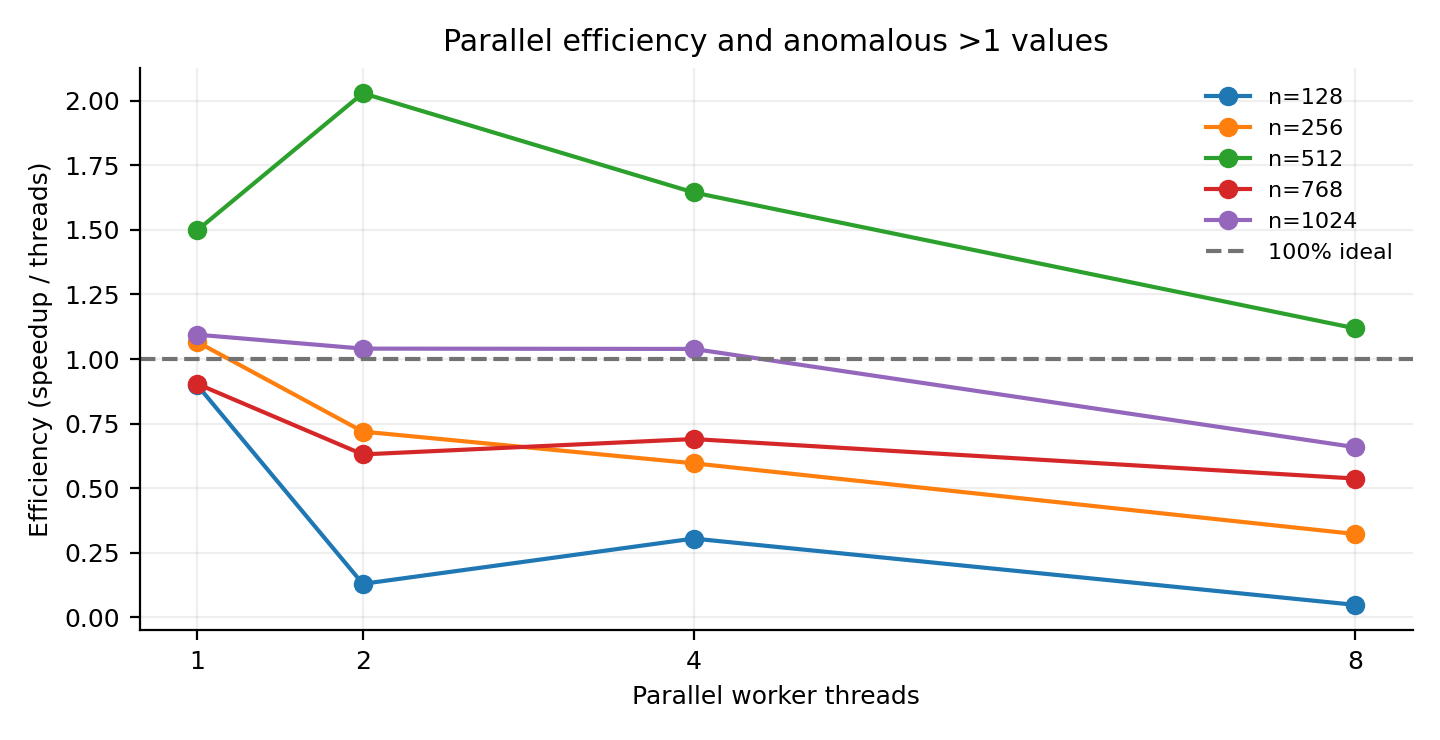 Parallel efficiency and anomalous >1 values
Efficiency (speedup / threads)
2.00
1.75
1.50
1.25
1.00
0.75
0.50
0.25
0.00
n=128
n=256
n=512
n=768
n=1024
100% ideal
1 2 4 8
Parallel worker threads